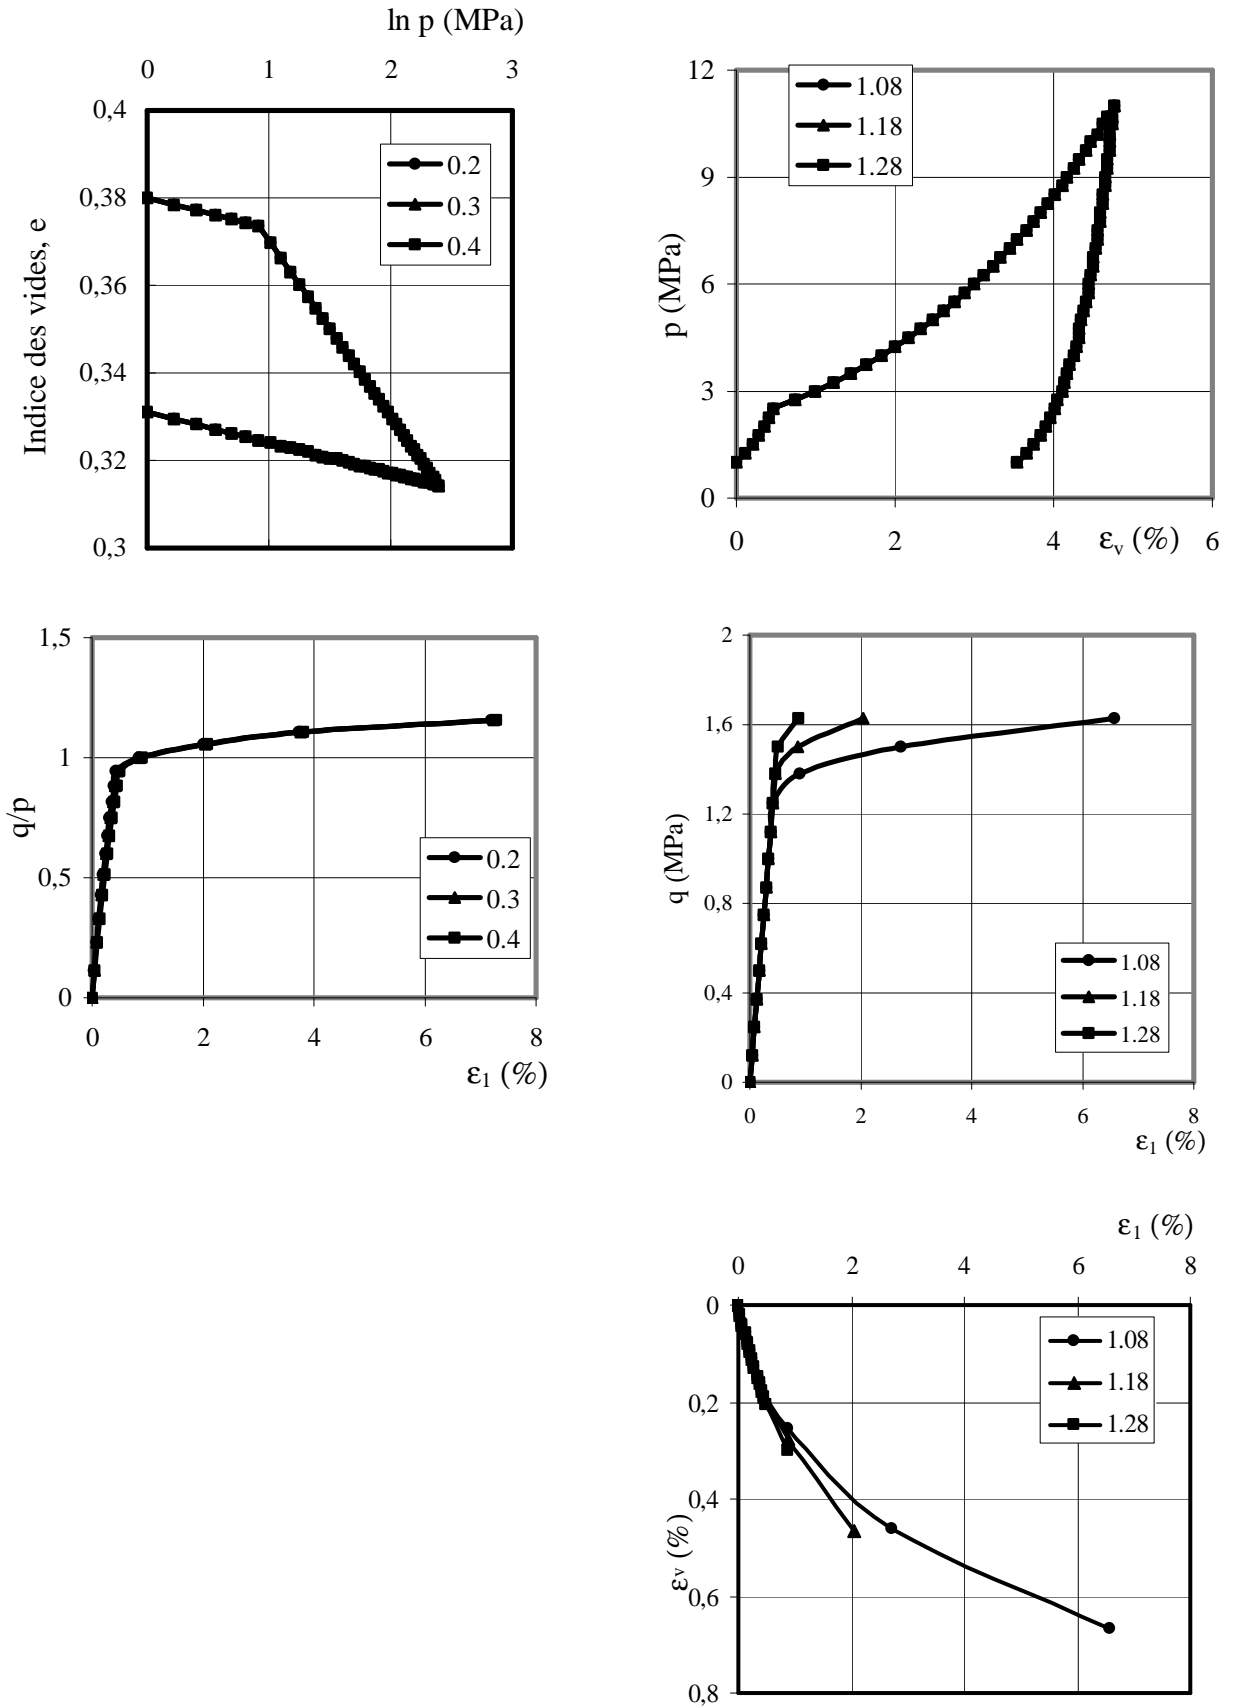 ln p (MPa)
0 1 2 3
0,4
0,38
0,36
0,34
0,32
0,3
Indice des vides, e
0.2
0.3
0.4
12
9
6
3
0
p (MPa)
1.08
1.18
1.28
0 2 4 εv (%) 6
1,5
1
0,5
0
q/p
0.2
0.3
0.4
0 2 4 6 8
ε1 (%)
2
1,6
1,2
0,8
0,4
0
q (MPa)
1.08
1.18
1.28
0 2 4 6 8
ε1 (%)
ε1 (%)
0 2 4 6 8
0
0,2
0,4
0,6
0,8
εv (%)
1.08
1.18
1.28